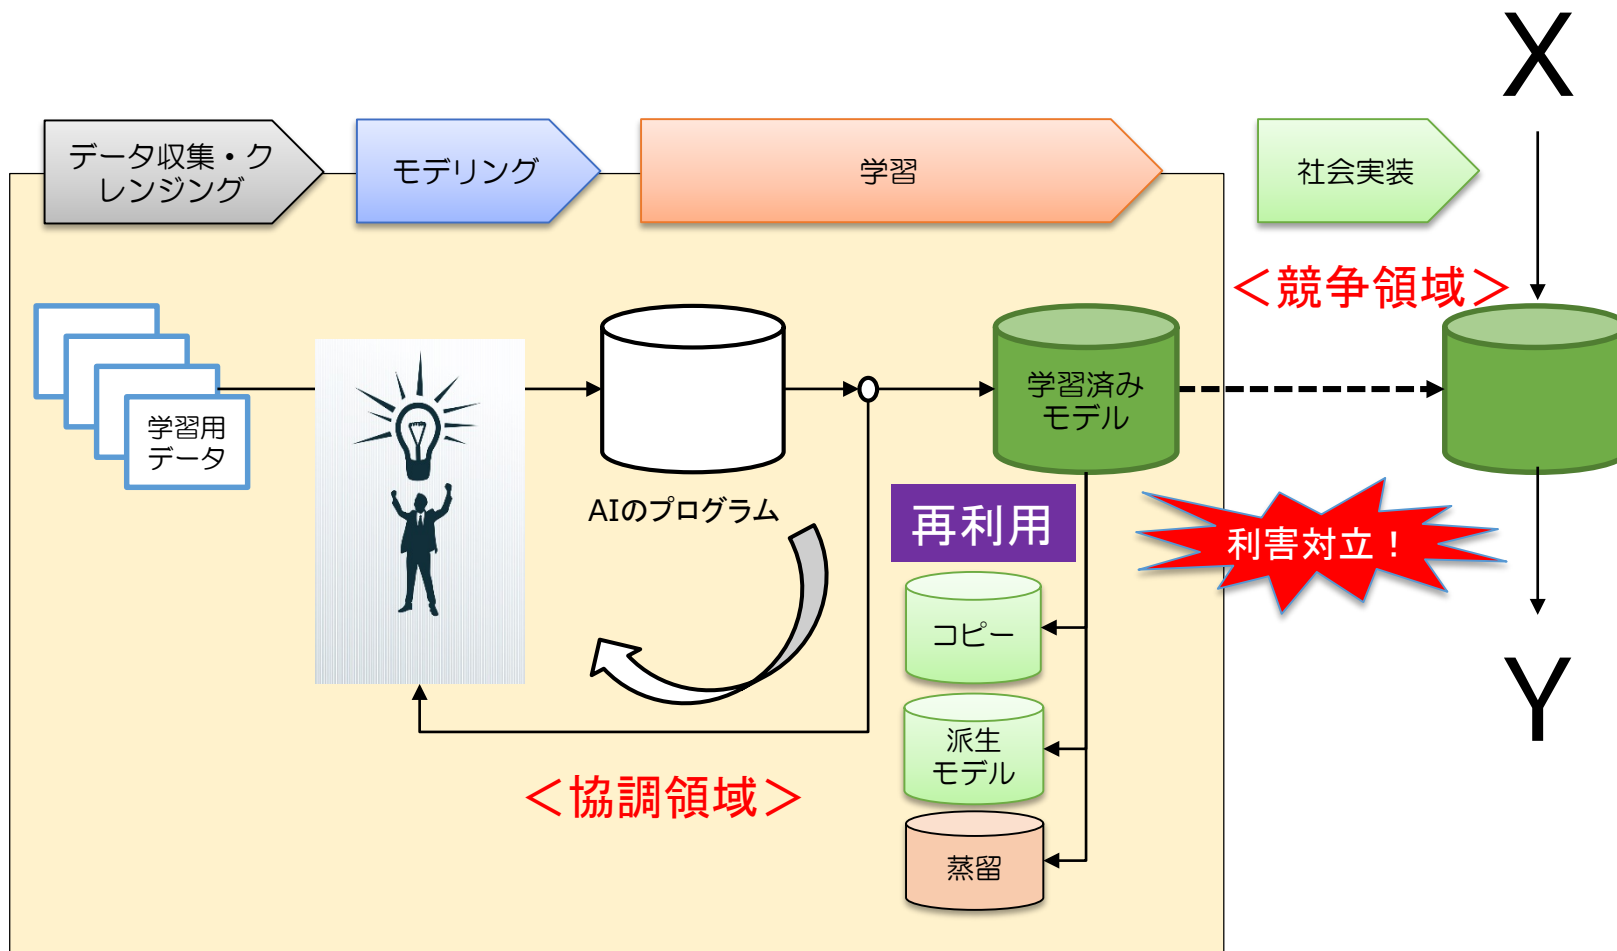 X
データ収集・ク
レンジング
モデリング
学習
社会実装
＜競争領域＞
学習用
データ
学習済み
モデル
AIのプログラム
再利用
利害対立！
コピー
派生
モデル
Y
＜協調領域＞
蒸留